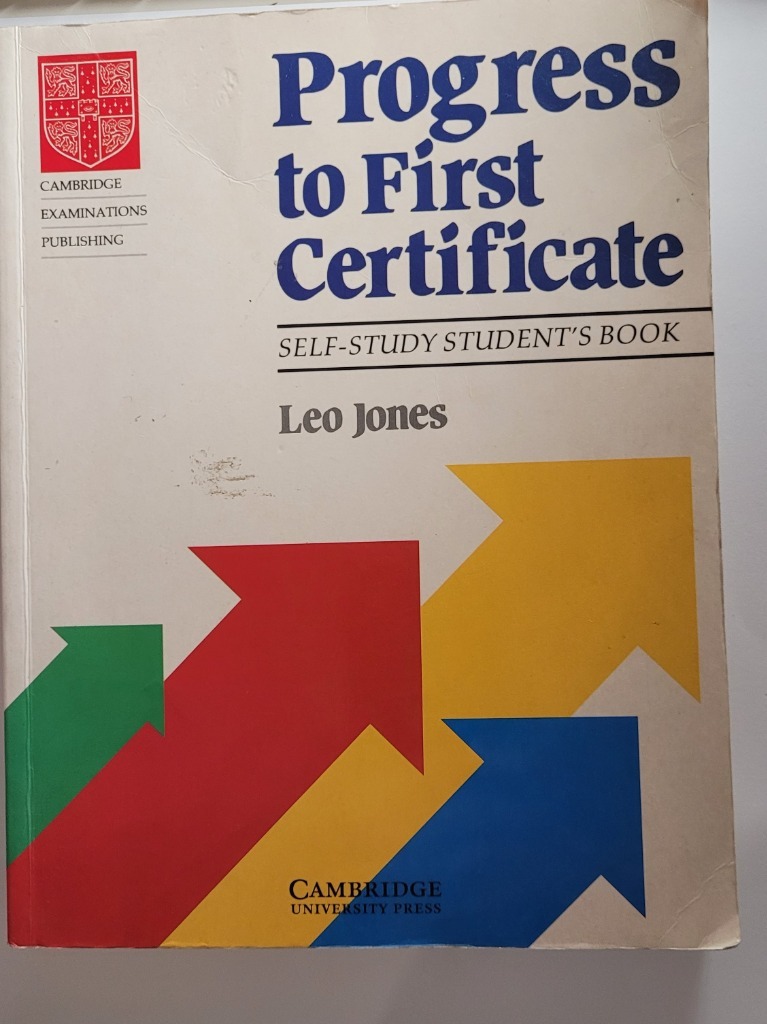 CAMBRIDGE
EXAMINATIONS
PUBLISHING
Progress
to First
Certificate
SELF-STUDY STUDENT'S BOOK
Leo Jones
CAMBRIDGE
UNIVERSITY PRESS